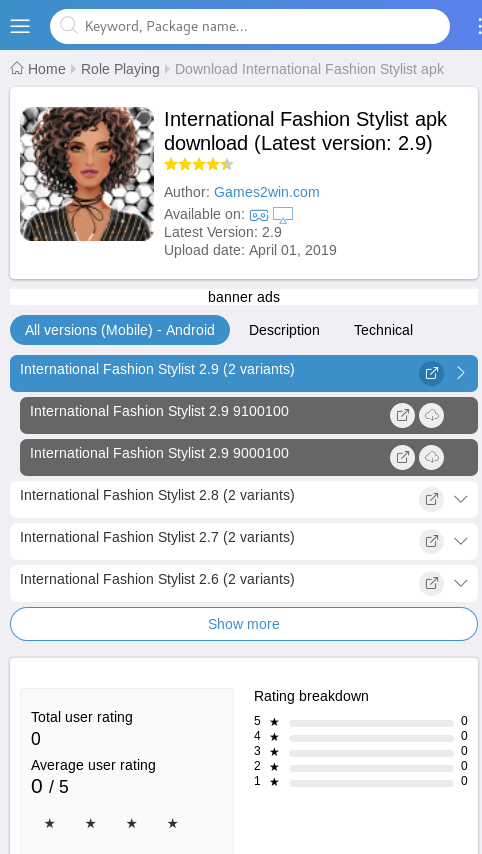 Keyword, Package name...
Home Role Playing Download International Fashion Stylist apk
International Fashion Stylist apk
download (Latest version: 2.9)
Author: Games2win.com
Available on:
Latest Version: 2.9
Upload date: April 01, 2019
banner ads
All versions (Mobile) - Android Description Technical
International Fashion Stylist 2.9 (2 variants)
International Fashion Stylist 2.9 9100100
International Fashion Stylist 2.9 9000100
International Fashion Stylist 2.8 (2 variants)
International Fashion Stylist 2.7 (2 variants)
International Fashion Stylist 2.6 (2 variants)
Show more
Total user rating
0
Average user rating
0 / 5
★ ★ ★ ★
Rating breakdown
5 ★ 0
4 ★ 0
3 ★ 0
2 ★ 0
1 ★ 0